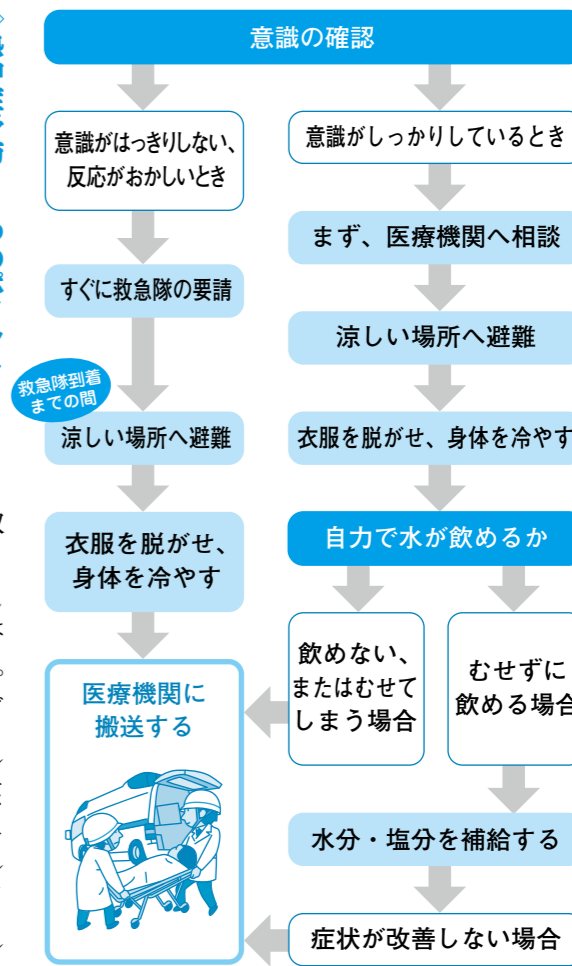 意識の確認
意識がはっきりしない、
反応がおかしいとき
すぐに救急隊の要請
救急隊到着
までの間
涼しい場所へ避難
衣服を脱がせ、
身体を冷やす
医療機関に
搬送する
意識がしっかりしているとき
まず、医療機関へ相談
涼しい場所へ避難
衣服を脱がせ、身体を冷やす
自力で水が飲めるか
飲めない、
またはむせて
しまう場合
むせずに
飲める場合
水分・塩分を補給する
症状が改善しない場合